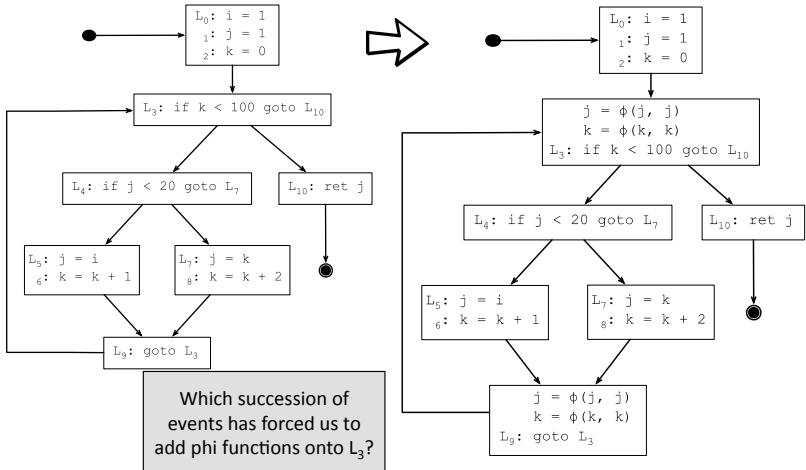 L₀: i = 1
₁: j = 1
₂: k = 0
L₃: if k < 100 goto L₁₀
L₄: if j < 20 goto L₇
L₁₀: ret j
L₅: j = i
₆: k = k + 1
L₇: j = k
₈: k = k + 2
L₉: goto L₃
Which succession of
events has forced us to
add phi functions onto L₃?
L₀: i = 1
₁: j = 1
₂: k = 0
j = ϕ(j, j)
k = ϕ(k, k)
L₃: if k < 100 goto L₁₀
L₄: if j < 20 goto L₇
L₁₀: ret j
L₅: j = i
₆: k = k + 1
L₇: j = k
₈: k = k + 2
j = ϕ(j, j)
k = ϕ(k, k)
L₉: goto L₃